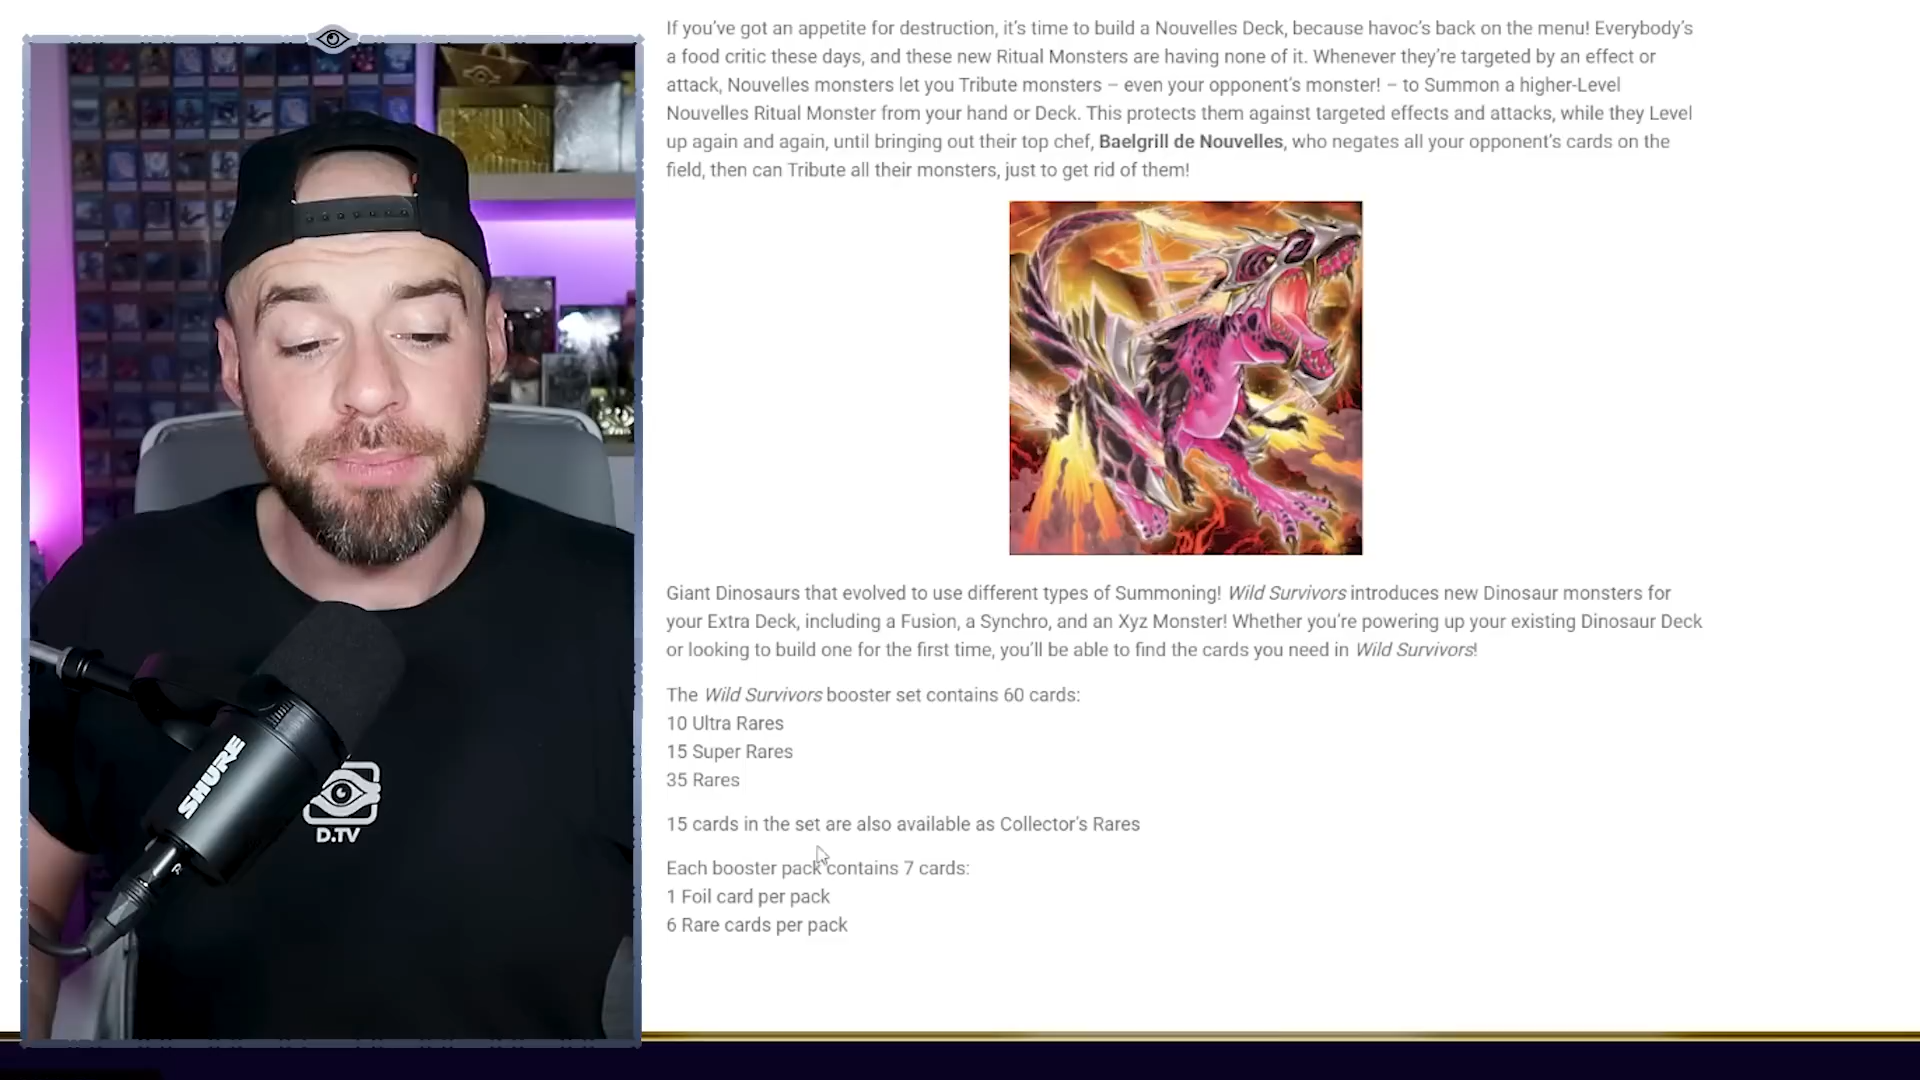 If you’ve got an appetite for destruction, it’s time to build a Nouvelles Deck, because havoc’s back on the menu! Everybody’s
a food critic these days, and these new Ritual Monsters are having none of it. Whenever they’re targeted by an effect or
attack, Nouvelles monsters let you Tribute monsters – even your opponent’s monster! – to Summon a higher-Level
Nouvelles Ritual Monster from your hand or Deck. This protects them against targeted effects and attacks, while they Level
up again and again, until bringing out their top chef, Baelgrill de Nouvelles, who negates all your opponent’s cards on the
field, then can Tribute all their monsters, just to get rid of them!
Giant Dinosaurs that evolved to use different types of Summoning! Wild Survivors introduces new Dinosaur monsters for
your Extra Deck, including a Fusion, a Synchro, and an Xyz Monster! Whether you’re powering up your existing Dinosaur Deck
or looking to build one for the first time, you’ll be able to find the cards you need in Wild Survivors!
The Wild Survivors booster set contains 60 cards:
10 Ultra Rares
15 Super Rares
35 Rares
15 cards in the set are also available as Collector’s Rares
Each booster pack contains 7 cards:
1 Foil card per pack
6 Rare cards per pack
SHURE
D.TV